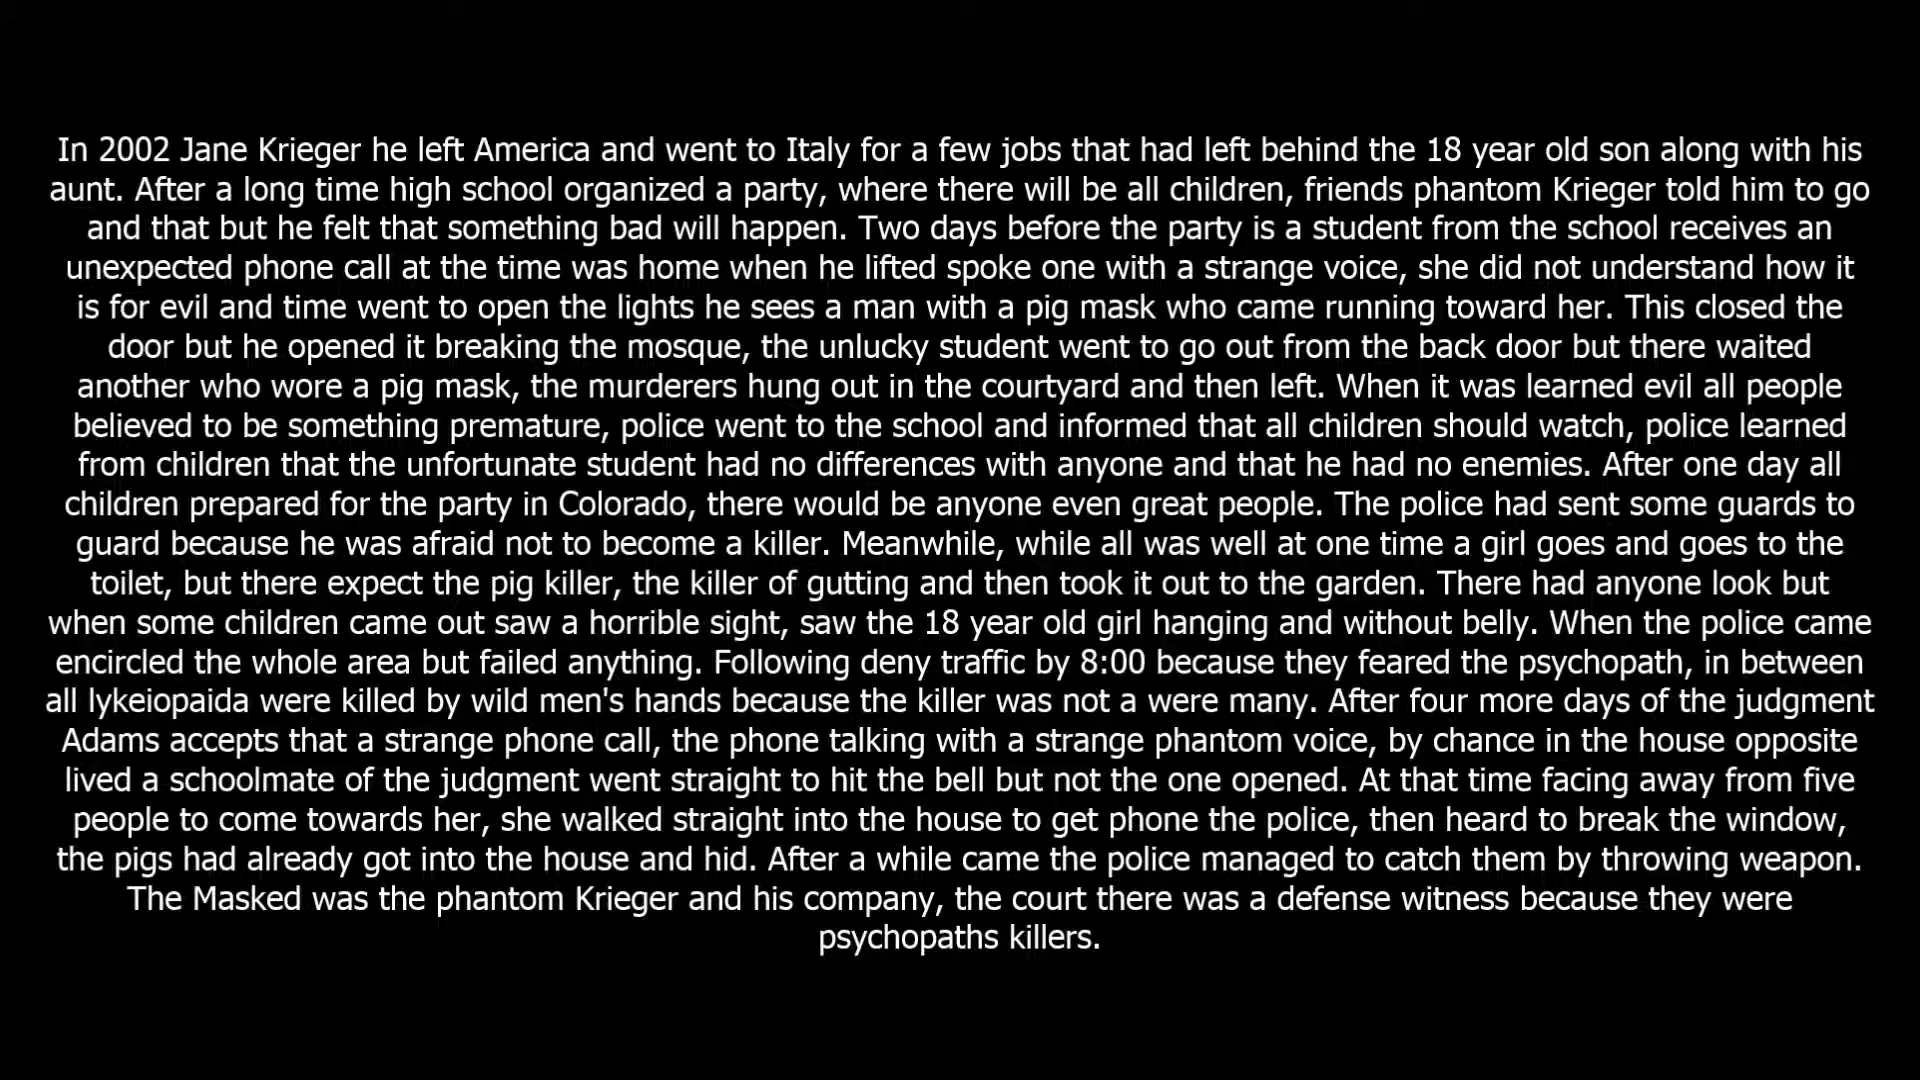 In 2002 Jane Krieger he left America and went to Italy for a few jobs that had left behind the 18 year old son along with his
aunt. After a long time high school organized a party, where there will be all children, friends phantom Krieger told him to go
and that but he felt that something bad will happen. Two days before the party is a student from the school receives an
unexpected phone call at the time was home when he lifted spoke one with a strange voice, she did not understand how it
is for evil and time went to open the lights he sees a man with a pig mask who came running toward her. This closed the
door but he opened it breaking the mosque, the unlucky student went to go out from the back door but there waited
another who wore a pig mask, the murderers hung out in the courtyard and then left. When it was learned evil all people
believed to be something premature, police went to the school and informed that all children should watch, police learned
from children that the unfortunate student had no differences with anyone and that he had no enemies. After one day all
children prepared for the party in Colorado, there would be anyone even great people. The police had sent some guards to
guard because he was afraid not to become a killer. Meanwhile, while all was well at one time a girl goes and goes to the
toilet, but there expect the pig killer, the killer of gutting and then took it out to the garden. There had anyone look but
when some children came out saw a horrible sight, saw the 18 year old girl hanging and without belly. When the police came
encircled the whole area but failed anything. Following deny traffic by 8:00 because they feared the psychopath, in between
all lykeiopaida were killed by wild men's hands because the killer was not a were many. After four more days of the judgment
Adams accepts that a strange phone call, the phone talking with a strange phantom voice, by chance in the house opposite
lived a schoolmate of the judgment went straight to hit the bell but not the one opened. At that time facing away from five
people to come towards her, she walked straight into the house to get phone the police, then heard to break the window,
the pigs had already got into the house and hid. After a while came the police managed to catch them by throwing weapon.
The Masked was the phantom Krieger and his company, the court there was a defense witness because they were
psychopaths killers.